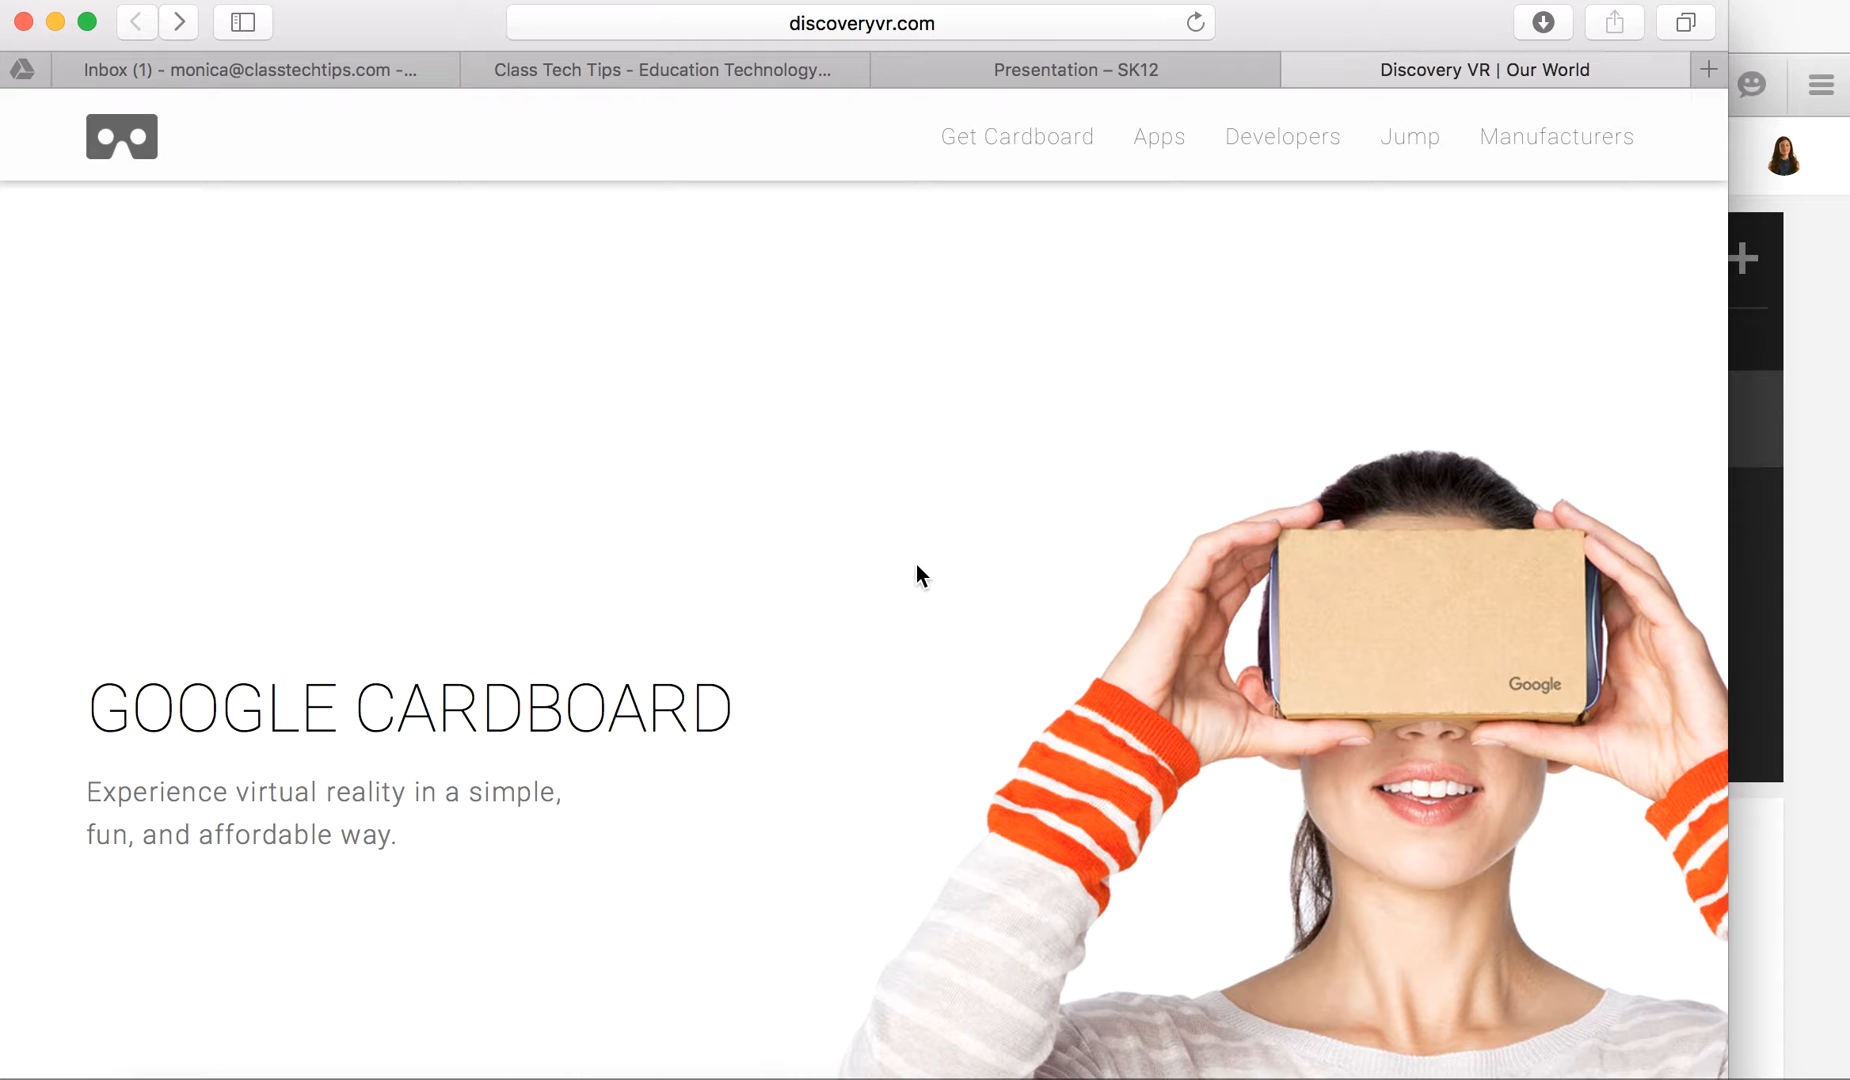 discoveryvr.com
Inbox (1) - monica@classtechtips.com -...
Class Tech Tips - Education Technology...
Presentation – SK12
Discovery VR | Our World
Get Cardboard
Apps
Developers
Jump
Manufacturers
Google
GOOGLE CARDBOARD
Experience virtual reality in a simple,
fun, and affordable way.